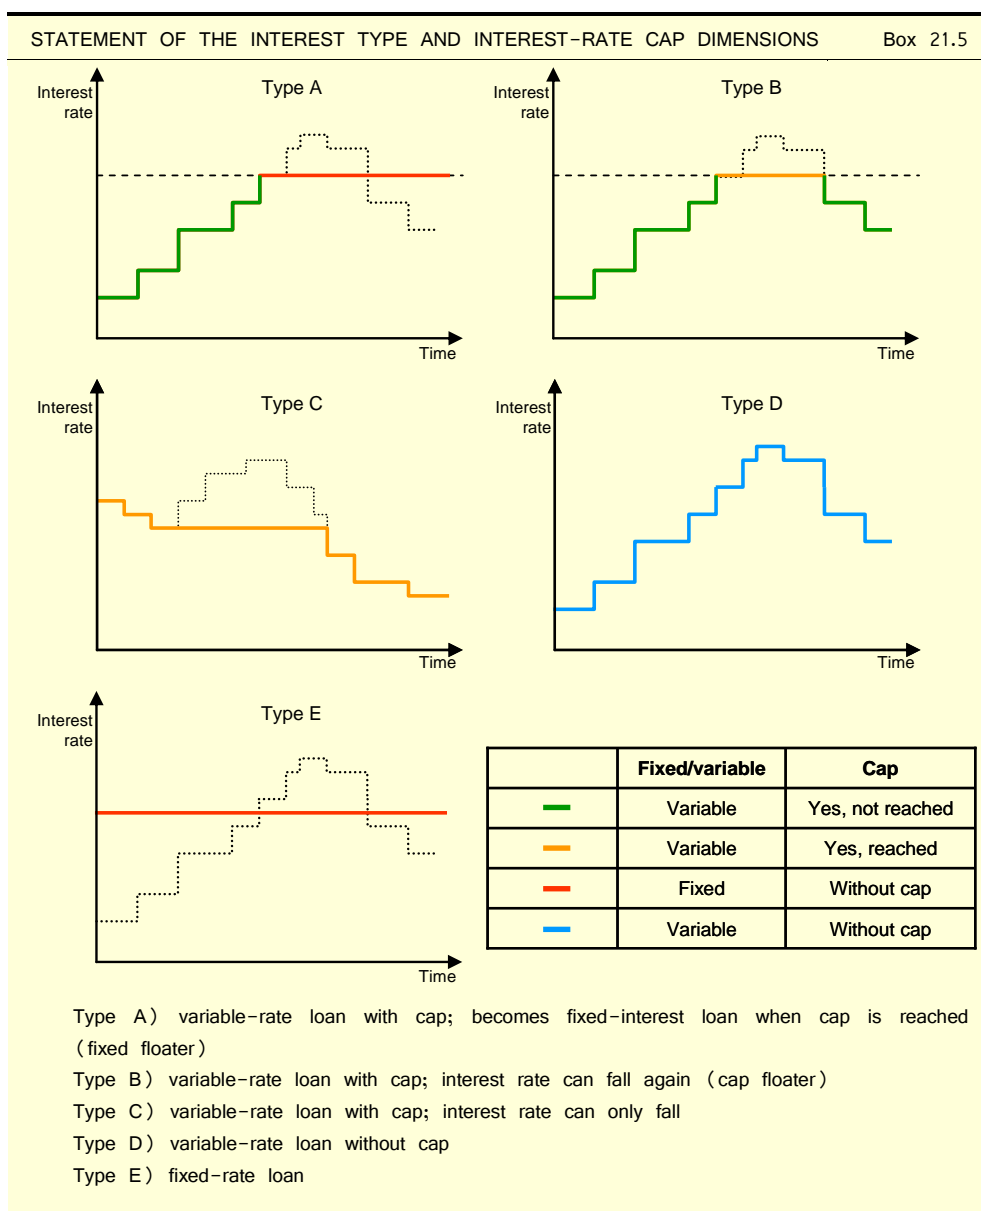 STATEMENT OF THE INTEREST TYPE AND INTEREST-RATE CAP DIMENSIONS Box 21.5
Interest
rate
Type A
Time
Interest
rate
Type B
Time
Interest
rate
Type C
Time
Interest
rate
Type D
Time
Interest
rate
Type E
Time
Fixed/variable Cap
Variable Yes, not reached
Variable Yes, reached
Fixed Without cap
Variable Without cap
Type A) variable-rate loan with cap; becomes fixed-interest loan when cap is reached
(fixed floater)
Type B) variable-rate loan with cap; interest rate can fall again (cap floater)
Type C) variable-rate loan with cap; interest rate can only fall
Type D) variable-rate loan without cap
Type E) fixed-rate loan